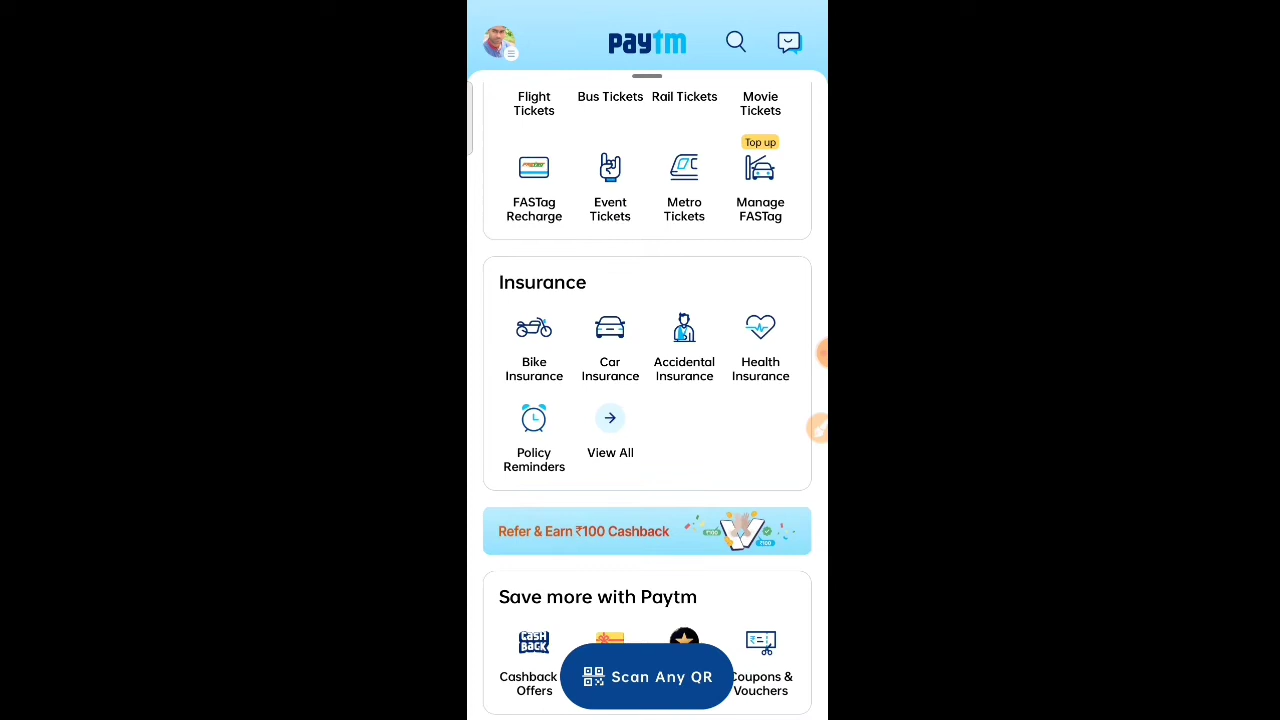 paytm
Flight Bus Tickets Rail Tickets Movie
Tickets Tickets
Top up
FASTag Event Metro Manage
Recharge Tickets Tickets FASTag
Insurance
Bike Car Accidental Health
Insurance Insurance Insurance Insurance
Policy View All
Reminders
Refer & Earn ₹100 Cashback
Save more with Paytm
CASH
BACK
Cashback Coupons &
Offers Vouchers
Scan Any QR